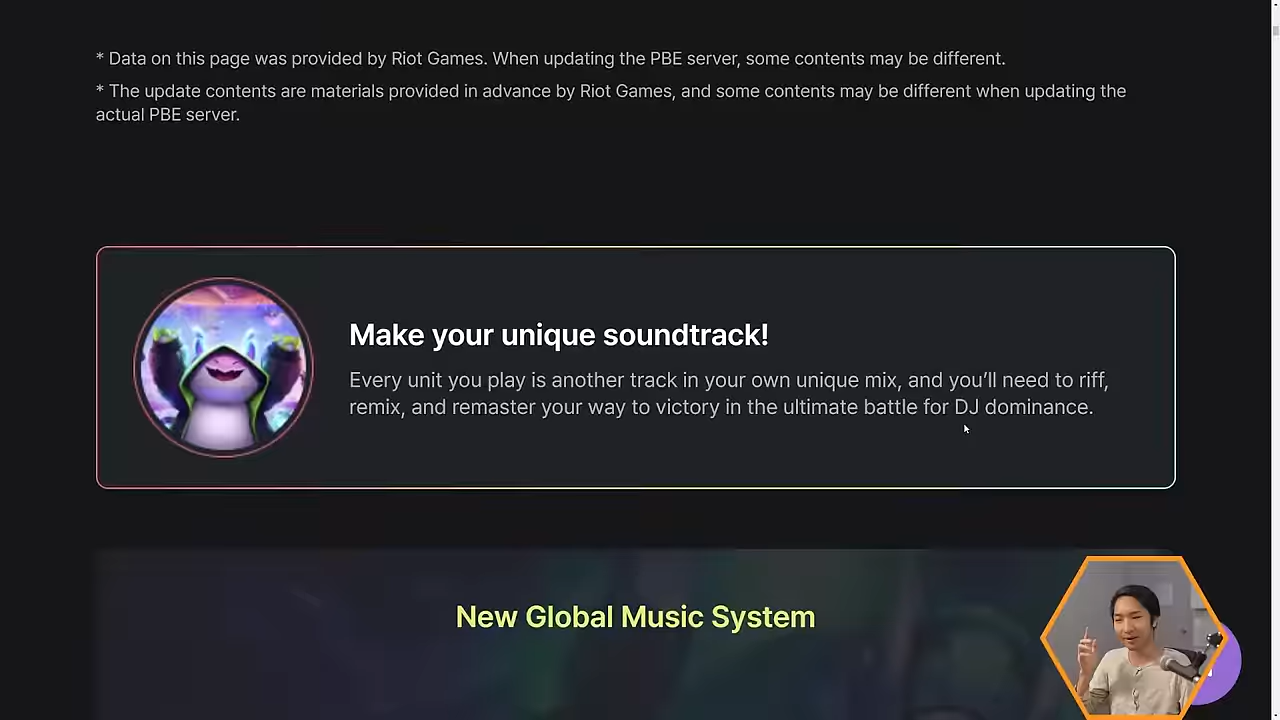 * Data on this page was provided by Riot Games. When updating the PBE server, some contents may be different.
* The update contents are materials provided in advance by Riot Games, and some contents may be different when updating the
actual PBE server.
Make your unique soundtrack!
Every unit you play is another track in your own unique mix, and you’ll need to riff,
remix, and remaster your way to victory in the ultimate battle for DJ dominance.
New Global Music System